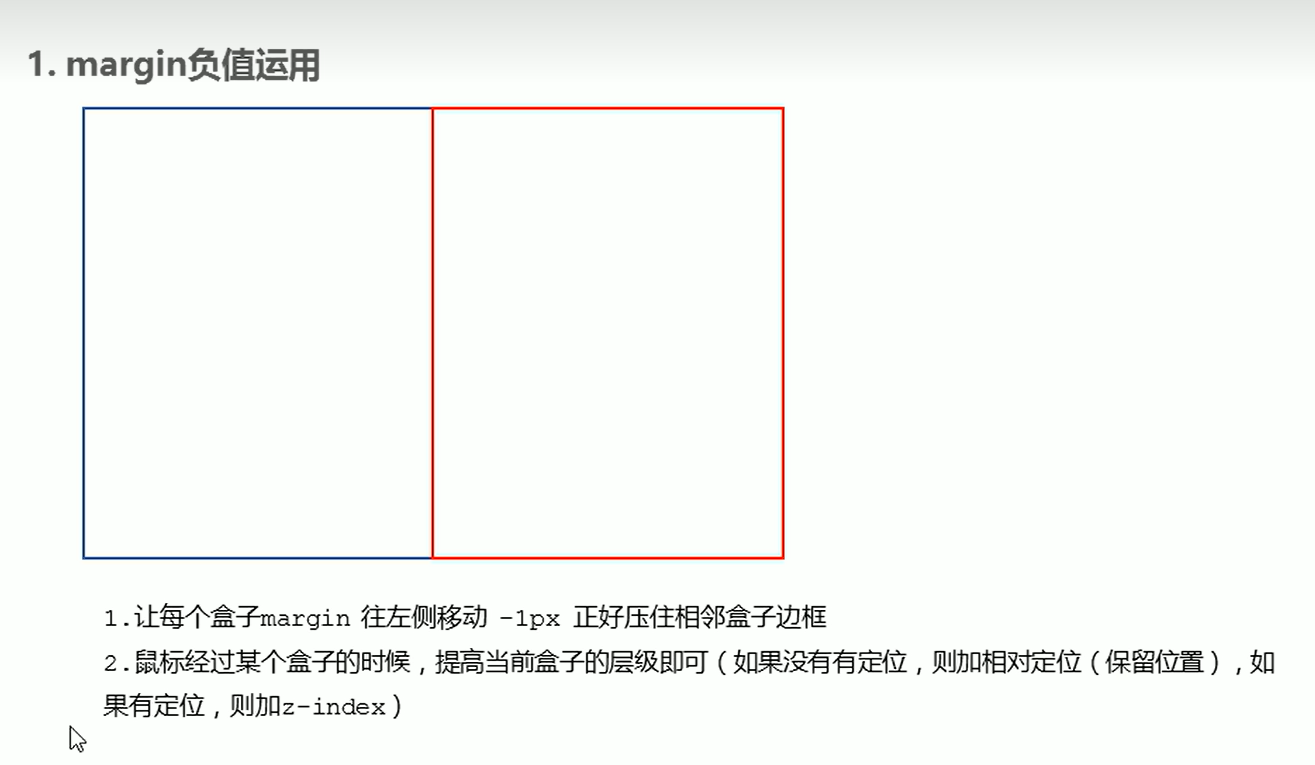 1. margin负值运用
1.让每个盒子margin 往左侧移动 -1px 正好压住相邻盒子边框
2.鼠标经过某个盒子的时候，提高当前盒子的层级即可（如果没有有定位，则加相对定位（保留位置），如
果有定位，则加z-index）